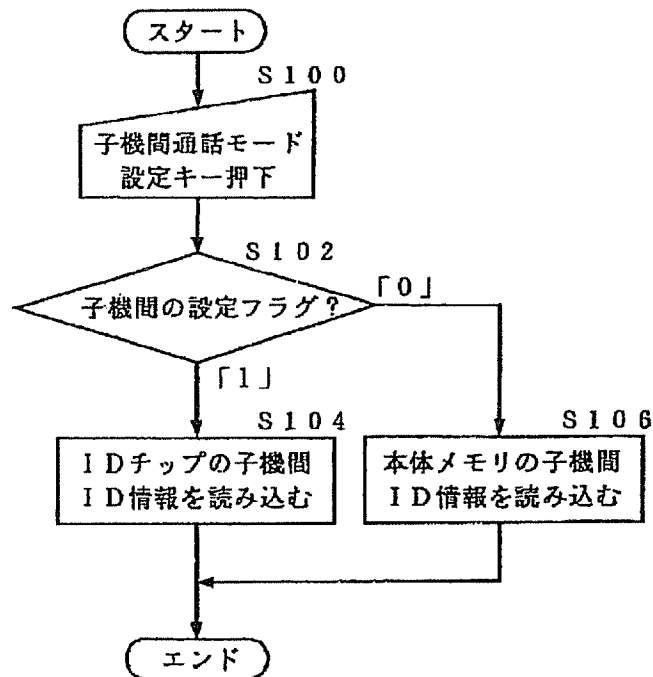 スタート
S100
子機間通話モード
設定キー押下
S102
子機間の設定フラグ?
「0」
「1」
S104
IDチップの子機間
ID情報を読み込む
S106
本体メモリの子機間
ID情報を読み込む
エンド